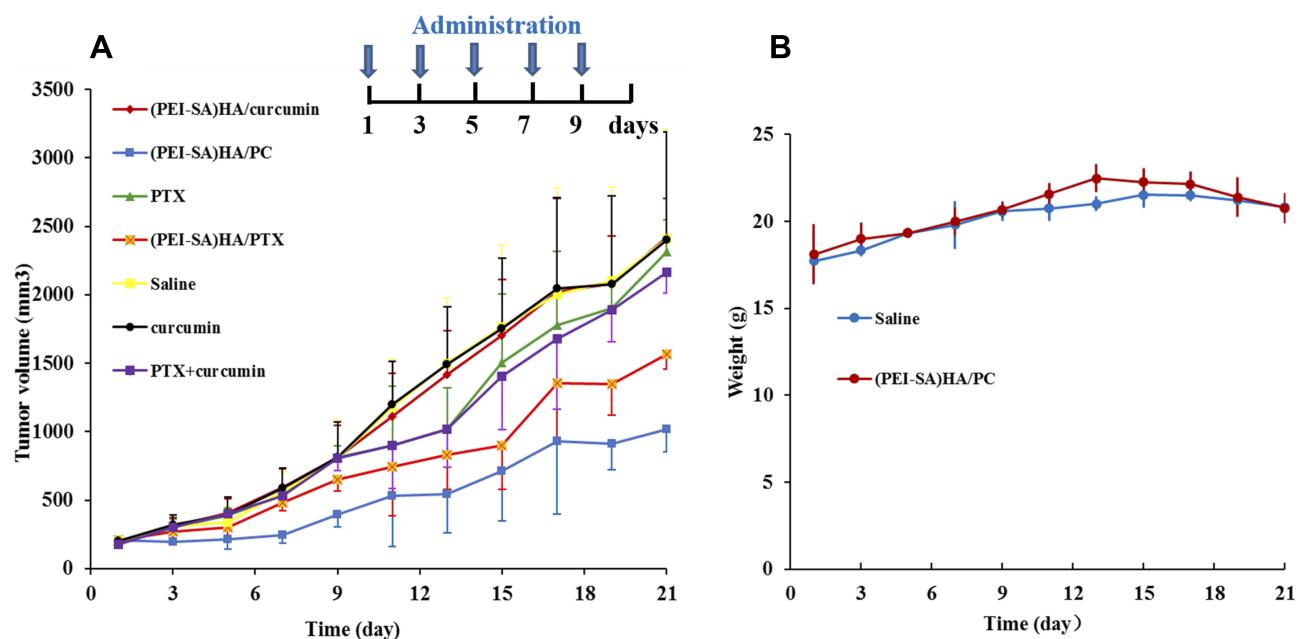 A
Administration
1 3 5 7 9 days
Tumor volume (mm3)
3500
3000
2500
2000
1500
1000
500
0
(PEI-SA)HA/curcumin
(PEI-SA)HA/PC
PTX
(PEI-SA)HA/PTX
Saline
curcumin
PTX+curcumin
0 3 6 9 12 15 18 21
Time (day)
B
Weight (g)
25
20
15
10
5
0
Saline
(PEI-SA)HA/PC
0 3 6 9 12 15 18 21
Time (day）